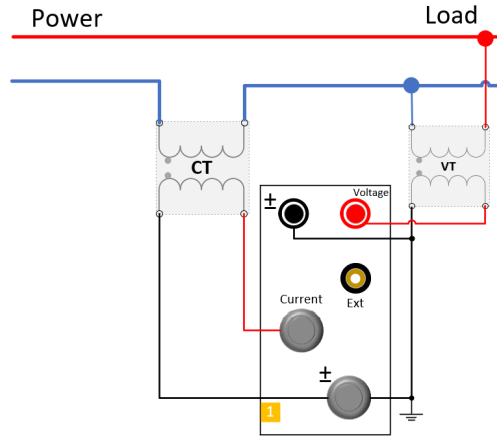 Power
Load
CT
VT
±
Voltage
Current
Ext
±
1